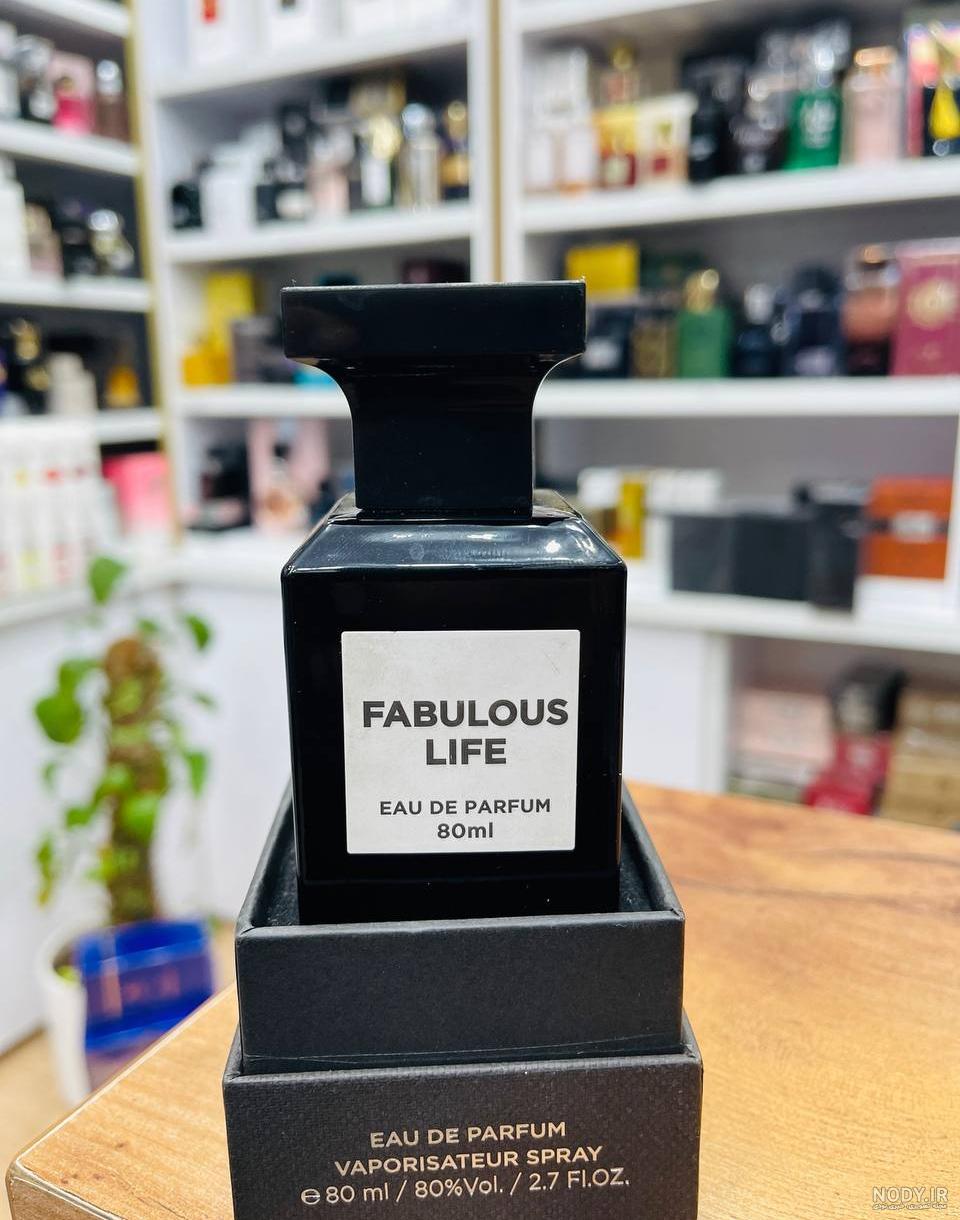 FABULOUS
LIFE
EAU DE PARFUM
80ml
EAU DE PARFUM
VAPORISATEUR SPRAY
℮ 80 ml / 80%Vol. / 2.7 Fl.OZ.
NODY.IR